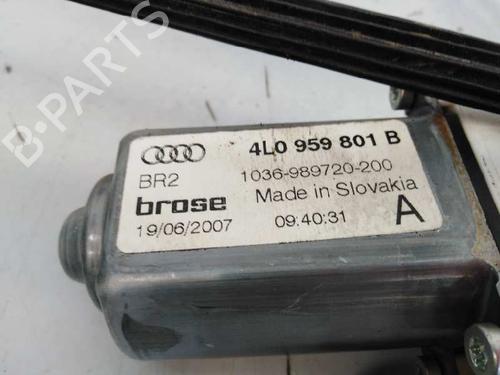 4L0 959 801 B
BR2
1036-989720-200
brose
Made in Slovakia
19/06/2007
09:40:31
A
B-PARTS